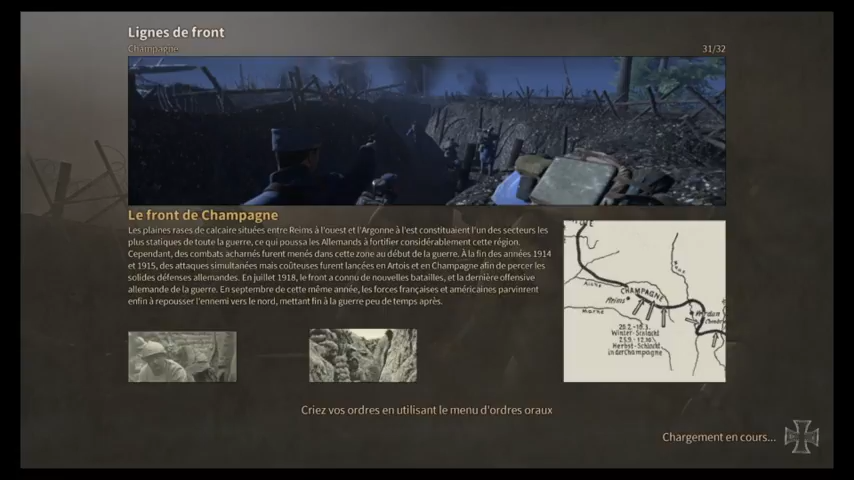 Lignes de front
Champagne
31/32
Le front de Champagne
Les plaines rases de calcaire situées entre Reims à l'ouest et l'Argonne à l'est constituaient l'un des secteurs les
plus statiques de toute la guerre, ce qui poussa les Allemands à fortifier considérablement cette région.
Cependant, des combats acharnés furent menés dans cette zone au début de la guerre. À la fin des années 1914
et 1915, des attaques simultanées mais coûteuses furent lancées en Artois et en Champagne afin de percer les
solides défenses allemandes. En juillet 1918, le front a connu de nouvelles batailles, et la dernière offensive
allemande de la guerre. En septembre de cette même année, les forces françaises et américaines parvinrent
enfin à repousser l'ennemi vers le nord, mettant fin à la guerre peu de temps après.
Aisne
CHAMPAGNE
Reims
Marne
Verdun
Winter-Schlacht
Herbst-Schlacht
in der Champagne
Criez vos ordres en utilisant le menu d'ordres oraux
Chargement en cours...